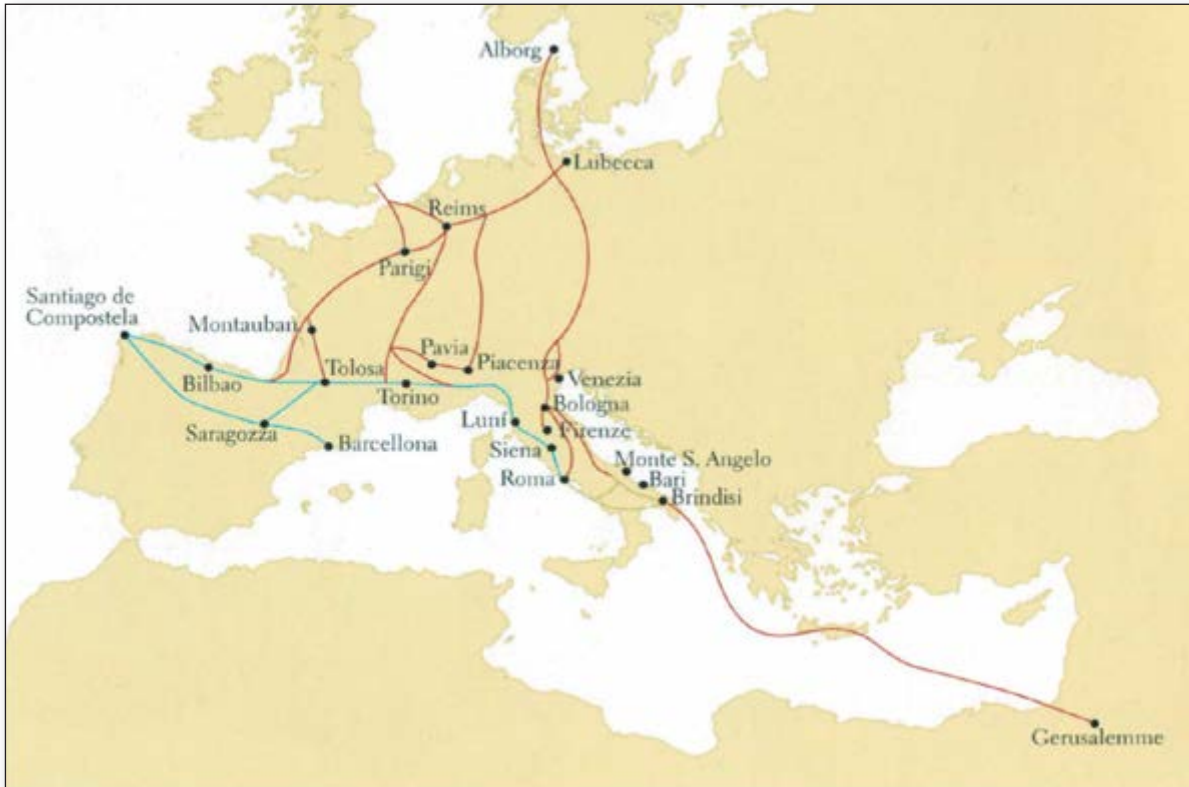 Alborg
Lubecca
Reims
Parigi
Santiago de
Compostela
Montauban
Pavia
Piacenza
Tolosa
Venezia
Bilbao
Torino
Bologna
Luní
Firenze
Saragozza
Barcellona
Siena
Monte S. Angelo
Roma
Bari
Brindisi
Gerusalemme